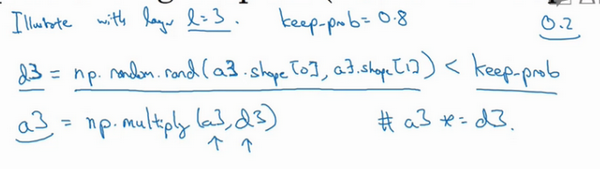 Illustrate with layer l=3. keep-prob=0.8 0.2
d3 = np.random.rand(a3.shape[0], a3.shape[1]) < keep-prob
a3 = np.multiply(a3, d3) # a3 *= d3.